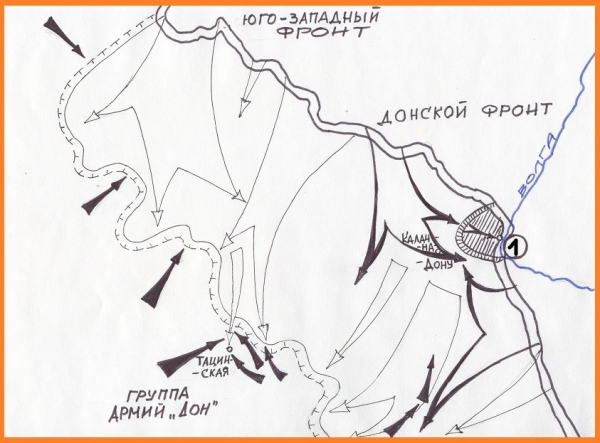 ЮГО-ЗАПАДНЫЙ
ФРОНТ
ДОНСКОЙ ФРОНТ
ВОЛГА
КАЛАЧ-
-НА-
-ДОНУ
1
ТАЦИН-
-СКАЯ
ГРУППА
АРМИЙ „ДОН"